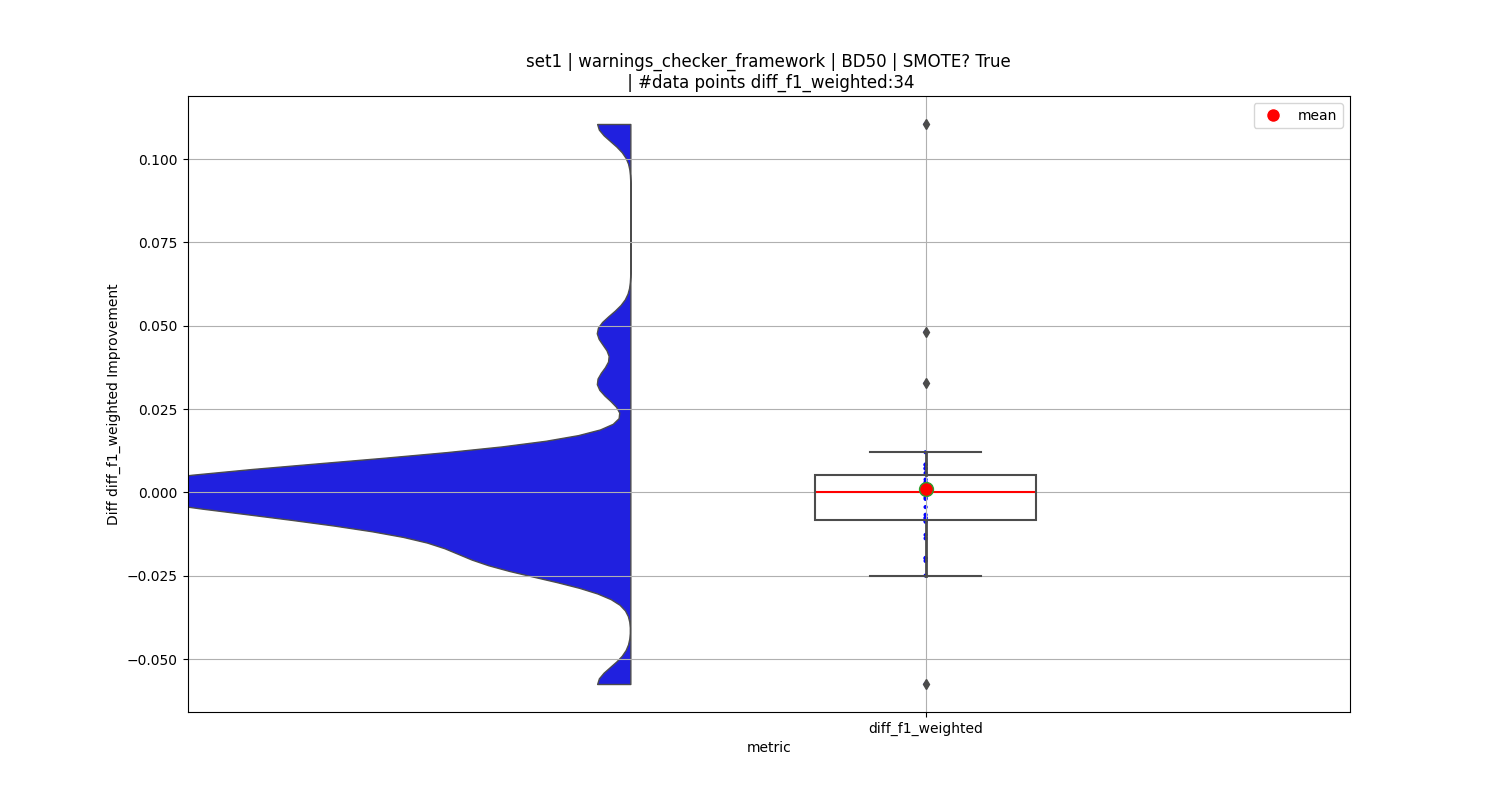 set1 | warnings_checker_framework | BD50 | SMOTE? True
| #data points diff_f1_weighted:34
mean
0.100
0.075
0.050
0.025
0.000
−0.025
−0.050
Diff diff_f1_weighted Improvement
diff_f1_weighted
metric